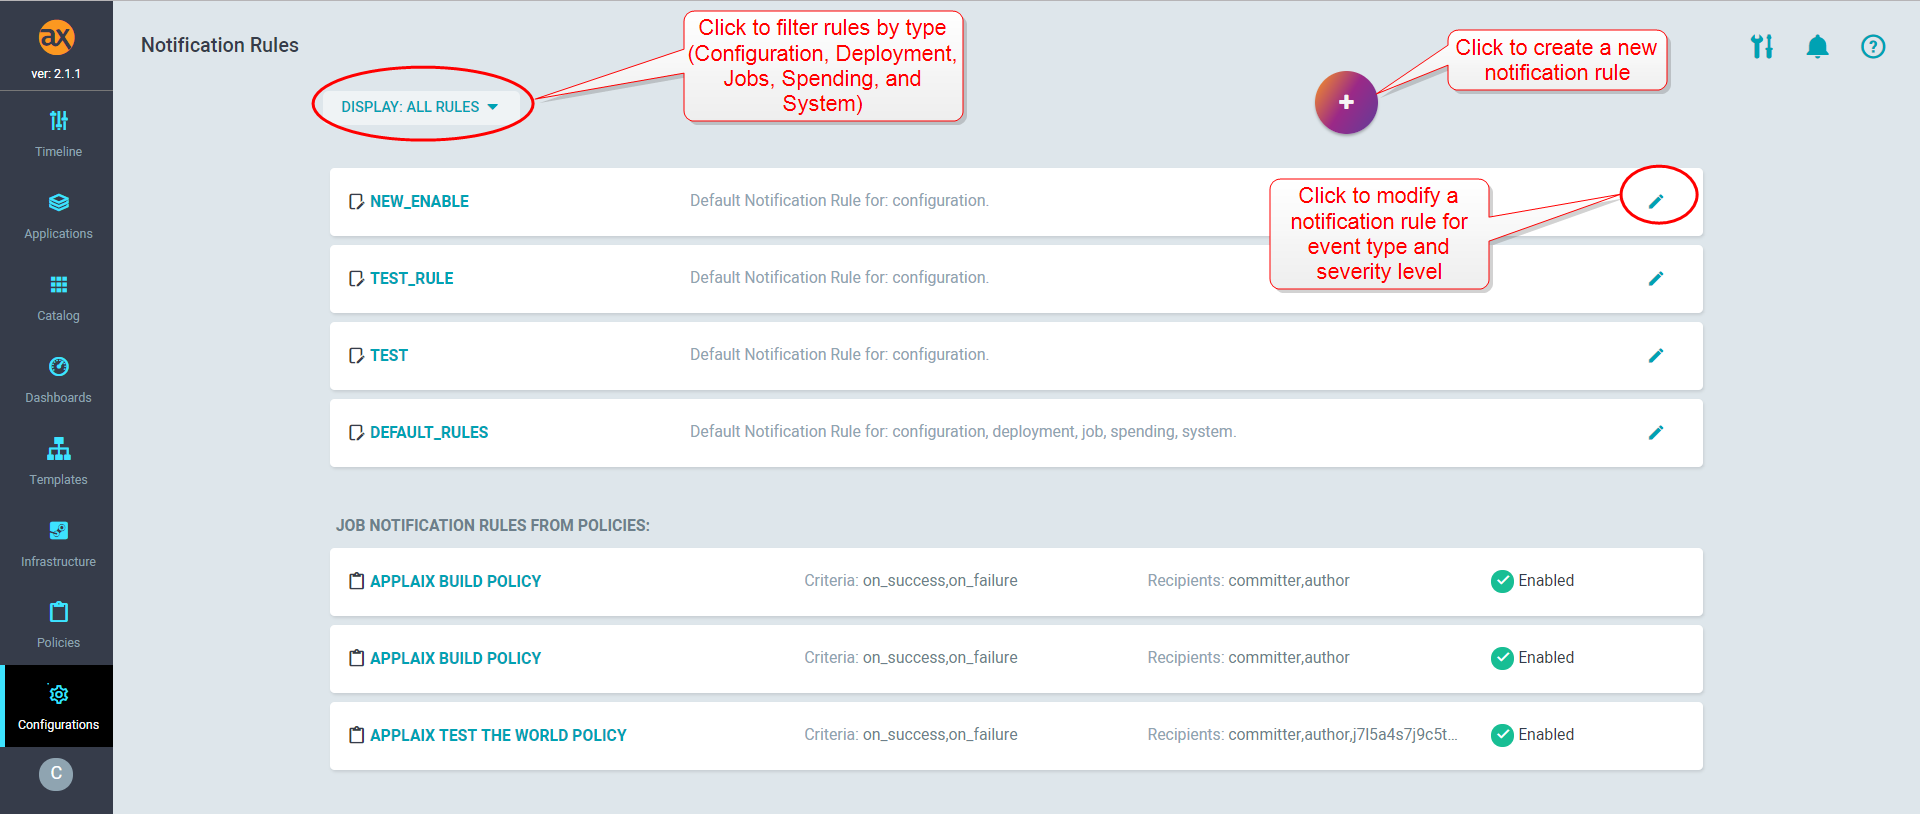 ax
ver: 2.1.1
Timeline
Applications
Catalog
Dashboards
Templates
Infrastructure
Policies
Configurations
C
Notification Rules
DISPLAY: ALL RULES
Click to filter rules by type
(Configuration, Deployment,
Jobs, Spending, and
System)
Click to create a new
notification rule
NEW_ENABLE
Default Notification Rule for: configuration.
Click to modify a
notification rule for
event type and
severity level
TEST_RULE
Default Notification Rule for: configuration.
TEST
Default Notification Rule for: configuration.
DEFAULT_RULES
Default Notification Rule for: configuration, deployment, job, spending, system.
JOB NOTIFICATION RULES FROM POLICIES:
APPLAIX BUILD POLICY Criteria: on_success,on_failure Recipients: committer,author Enabled
APPLAIX BUILD POLICY Criteria: on_success,on_failure Recipients: committer,author Enabled
APPLAIX TEST THE WORLD POLICY Criteria: on_success,on_failure Recipients: committer,author,j7l5a4s7j9c5t... Enabled